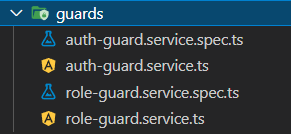 guards
auth-guard.service.spec.ts
auth-guard.service.ts
role-guard.service.spec.ts
role-guard.service.ts